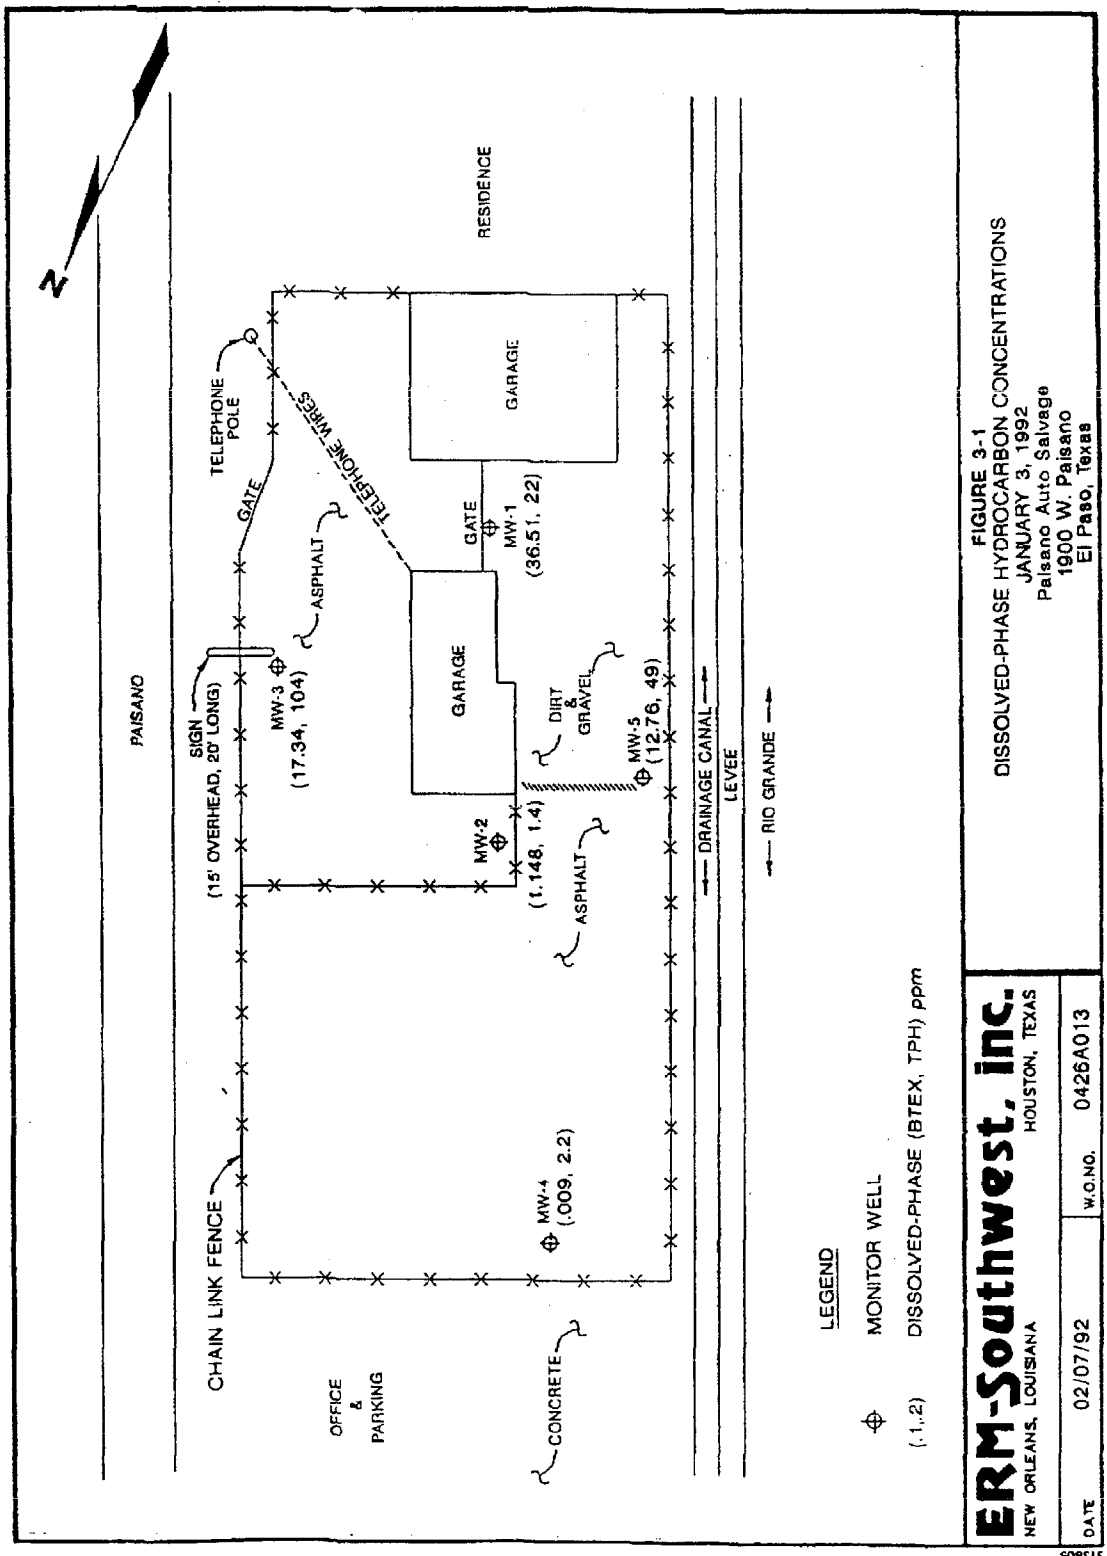 N
PAISANO
RESIDENCE
TELEPHONE
POLE
TELEPHONE WIRES
GATE
ASPHALT
SIGN
(15' OVERHEAD, 20' LONG)
MW-3
(17.34, 104)
CHAIN LINK FENCE
GARAGE
GATE
MW-1
(36.51, 22)
GARAGE
MW-2
(1.148, 1.4)
DIRT
&
GRAVEL
MW-5
(12.76, 49)
ASPHALT
MW-4
(.009, 2.2)
OFFICE
&
PARKING
CONCRETE
DRAINAGE CANAL
LEVEE
RIO GRANDE
LEGEND
MONITOR WELL
(.1,.2) DISSOLVED-PHASE (BTEX, TPH) ppm
ERM-Southwest, inc.
NEW ORLEANS, LOUISIANA HOUSTON, TEXAS
DATE 02/07/92 W.O.NO. 0426A013
FIGURE 3-1
DISSOLVED-PHASE HYDROCARBON CONCENTRATIONS
JANUARY 3, 1992
Paisano Auto Salvage
1900 W. Paisano
El Paso, Texas